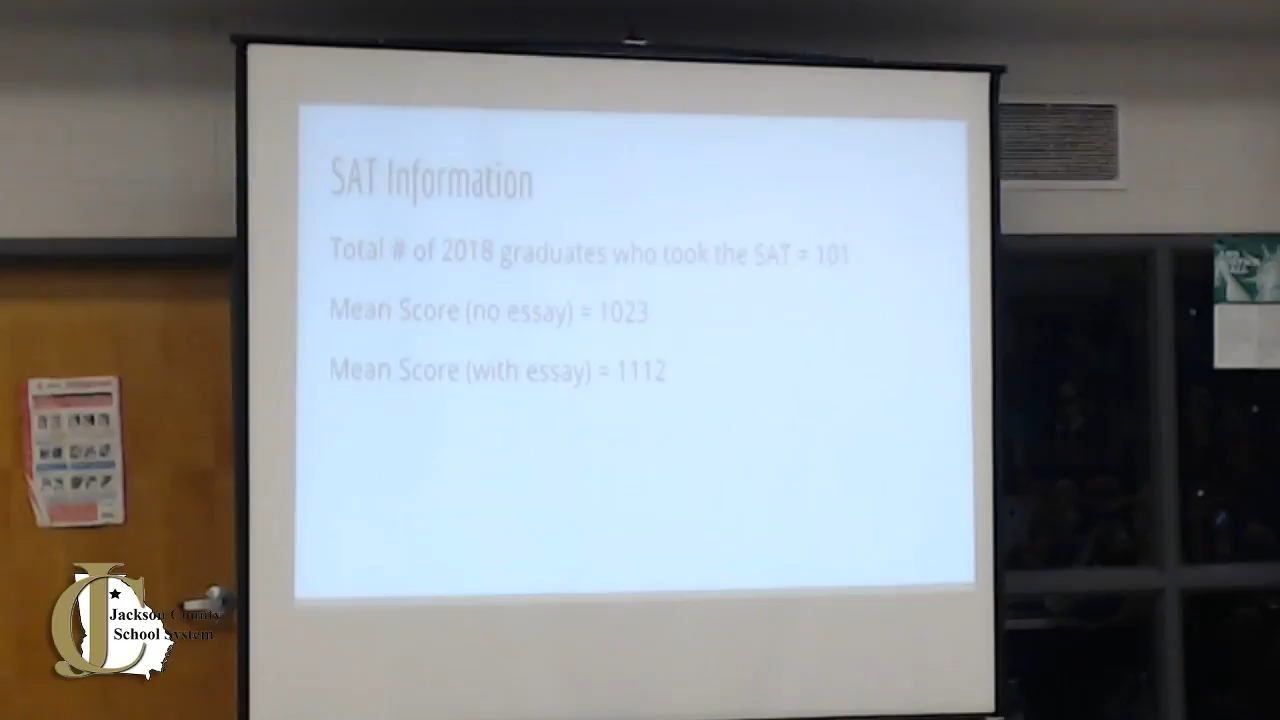 SAT Information
Total # of 2018 graduates who took the SAT = 101
Mean Score (no essay) = 1023
Mean Score (with essay) = 1112
Jackson County
School System